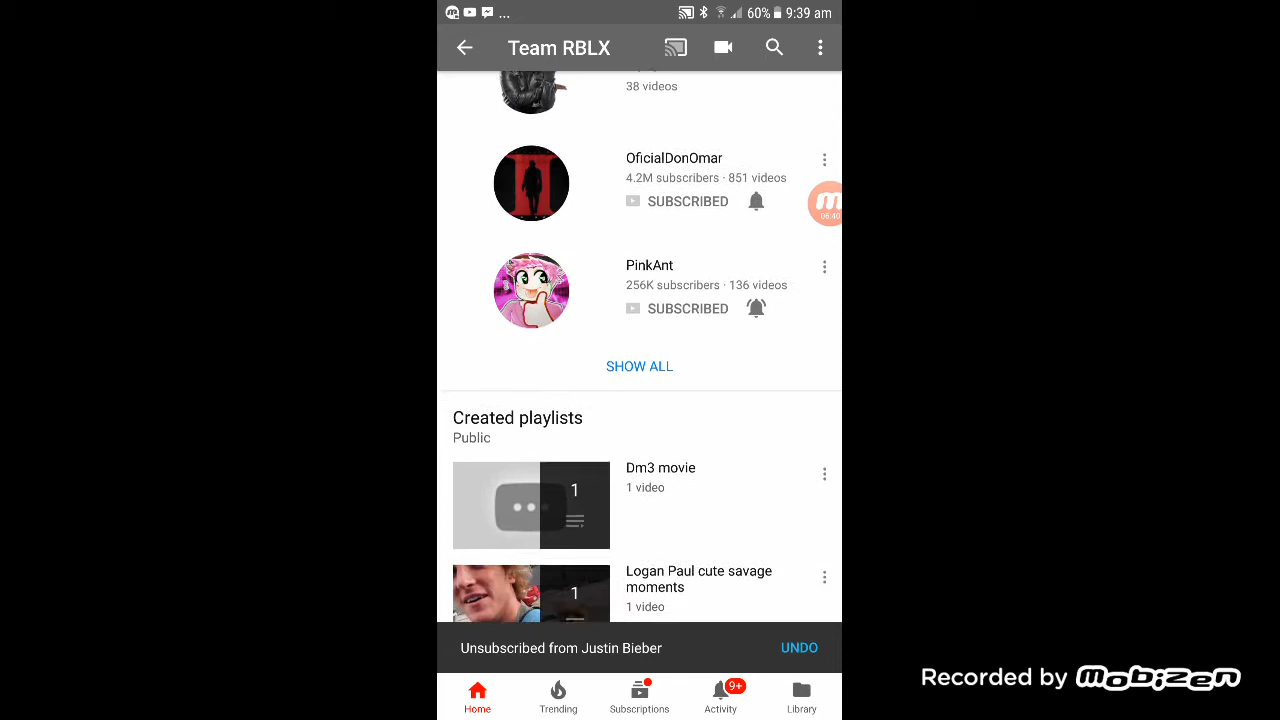 ... 60% 9:39 am
Team RBLX
38 videos
OficialDonOmar
4.2M subscribers · 851 videos
SUBSCRIBED
06:40
PinkAnt
256K subscribers · 136 videos
SUBSCRIBED
SHOW ALL
Created playlists
Public
Dm3 movie
1
1 video
Logan Paul cute savage
moments
1
1 video
Unsubscribed from Justin Bieber UNDO
9+
Home Trending Subscriptions Activity Library
Recorded by mobizen